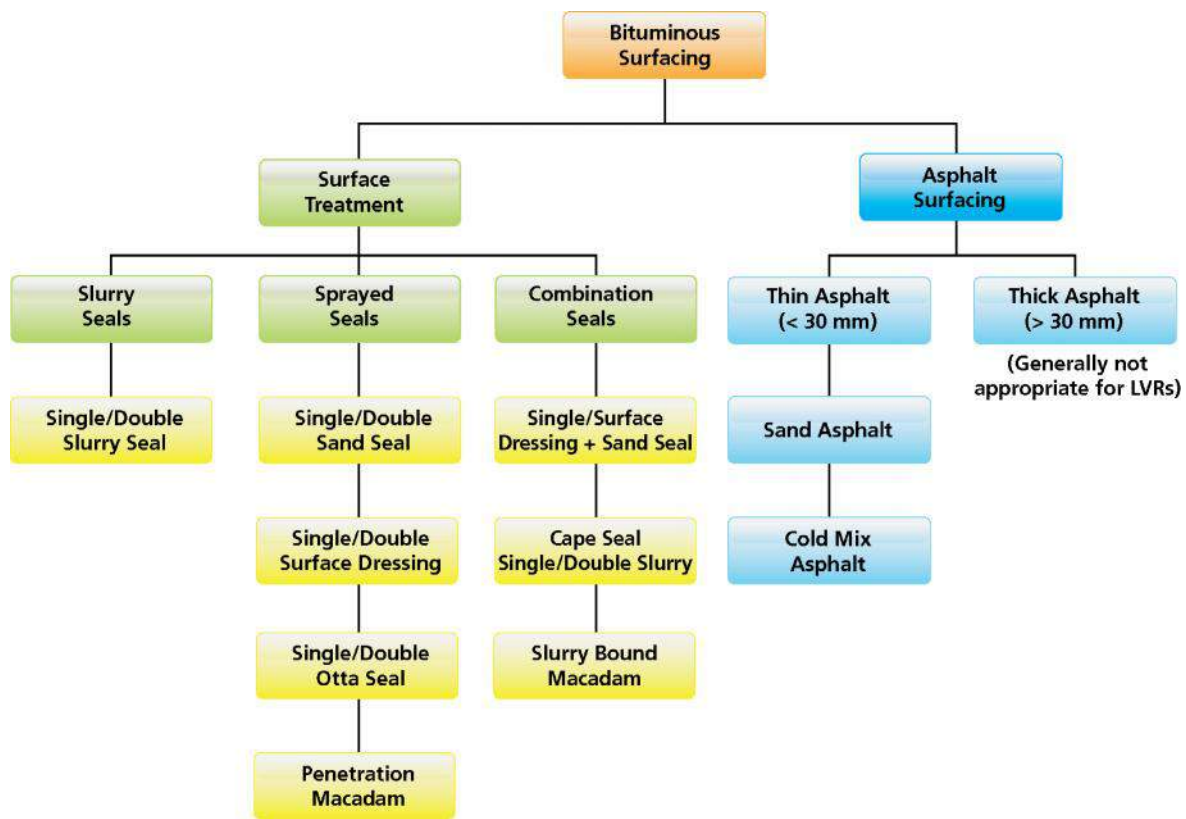 Bituminous
Surfacing
Surface
Treatment
Asphalt
Surfacing
Slurry
Seals
Sprayed
Seals
Combination
Seals
Thin Asphalt
(< 30 mm)
Thick Asphalt
(> 30 mm)
(Generally not
appropriate for LVRs)
Single/Double
Slurry Seal
Single/Double
Sand Seal
Single/Surface
Dressing + Sand Seal
Sand Asphalt
Single/Double
Surface Dressing
Cape Seal
Single/Double Slurry
Cold Mix
Asphalt
Single/Double
Otta Seal
Slurry Bound
Macadam
Penetration
Macadam